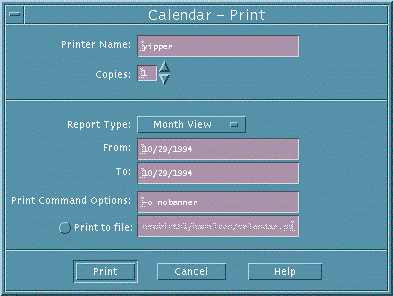 Calendar – Print
Printer Name: yipper
Copies: 1
Report Type: Month View
From: 10/29/1994
To: 10/29/1994
Print Command Options: -o nobanner
Print to file:
Print Cancel Help